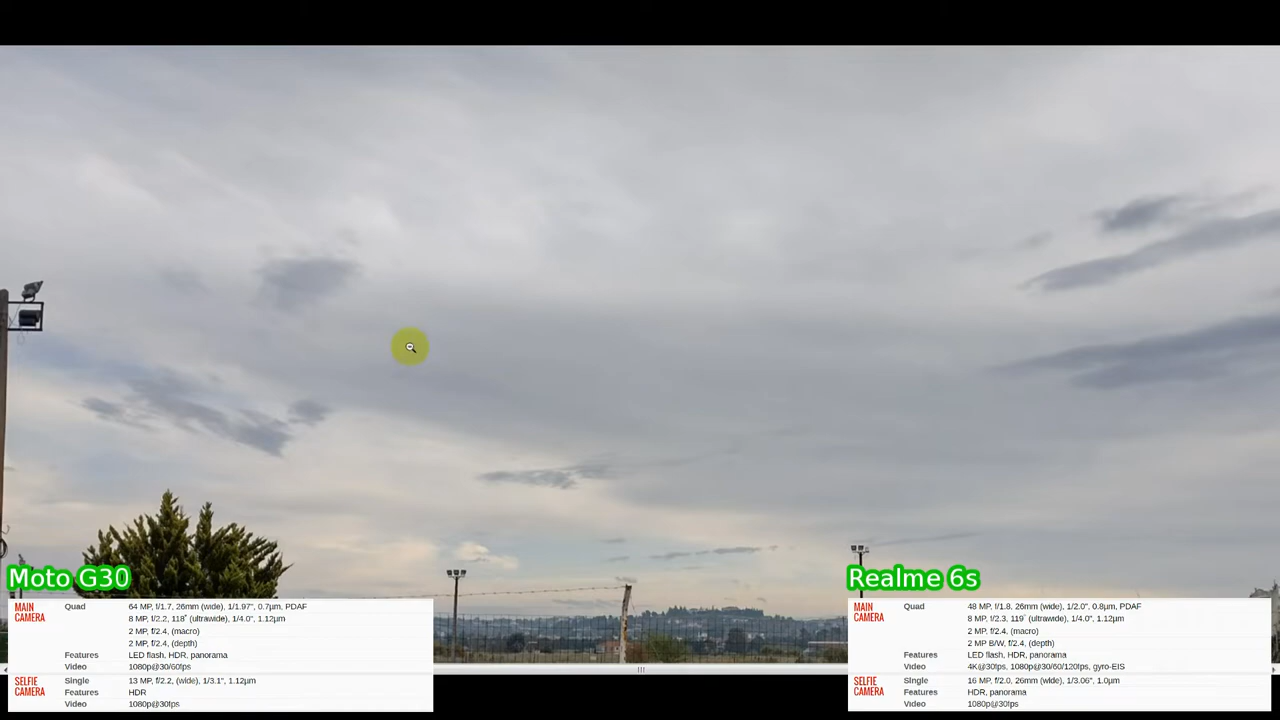 Moto G30
MAIN CAMERA Quad 64 MP, f/1.7, 26mm (wide), 1/1.97", 0.7µm, PDAF
8 MP, f/2.2, 118˚ (ultrawide), 1/4.0", 1.12µm
2 MP, f/2.4, (macro)
2 MP, f/2.4, (depth)
Features LED flash, HDR, panorama
Video 1080p@30/60fps
SELFIE CAMERA Single 13 MP, f/2.2, (wide), 1/3.1", 1.12µm
Features HDR
Video 1080p@30fps
Realme 6s
MAIN CAMERA Quad 48 MP, f/1.8, 26mm (wide), 1/2.0", 0.8µm, PDAF
8 MP, f/2.3, 119˚ (ultrawide), 1/4.0", 1.12µm
2 MP, f/2.4, (macro)
2 MP B/W, f/2.4, (depth)
Features LED flash, HDR, panorama
Video 4K@30fps, 1080p@30/60/120fps, gyro-EIS
SELFIE CAMERA Single 16 MP, f/2.0, 26mm (wide), 1/3.06", 1.0µm
Features HDR, panorama
Video 1080p@30fps